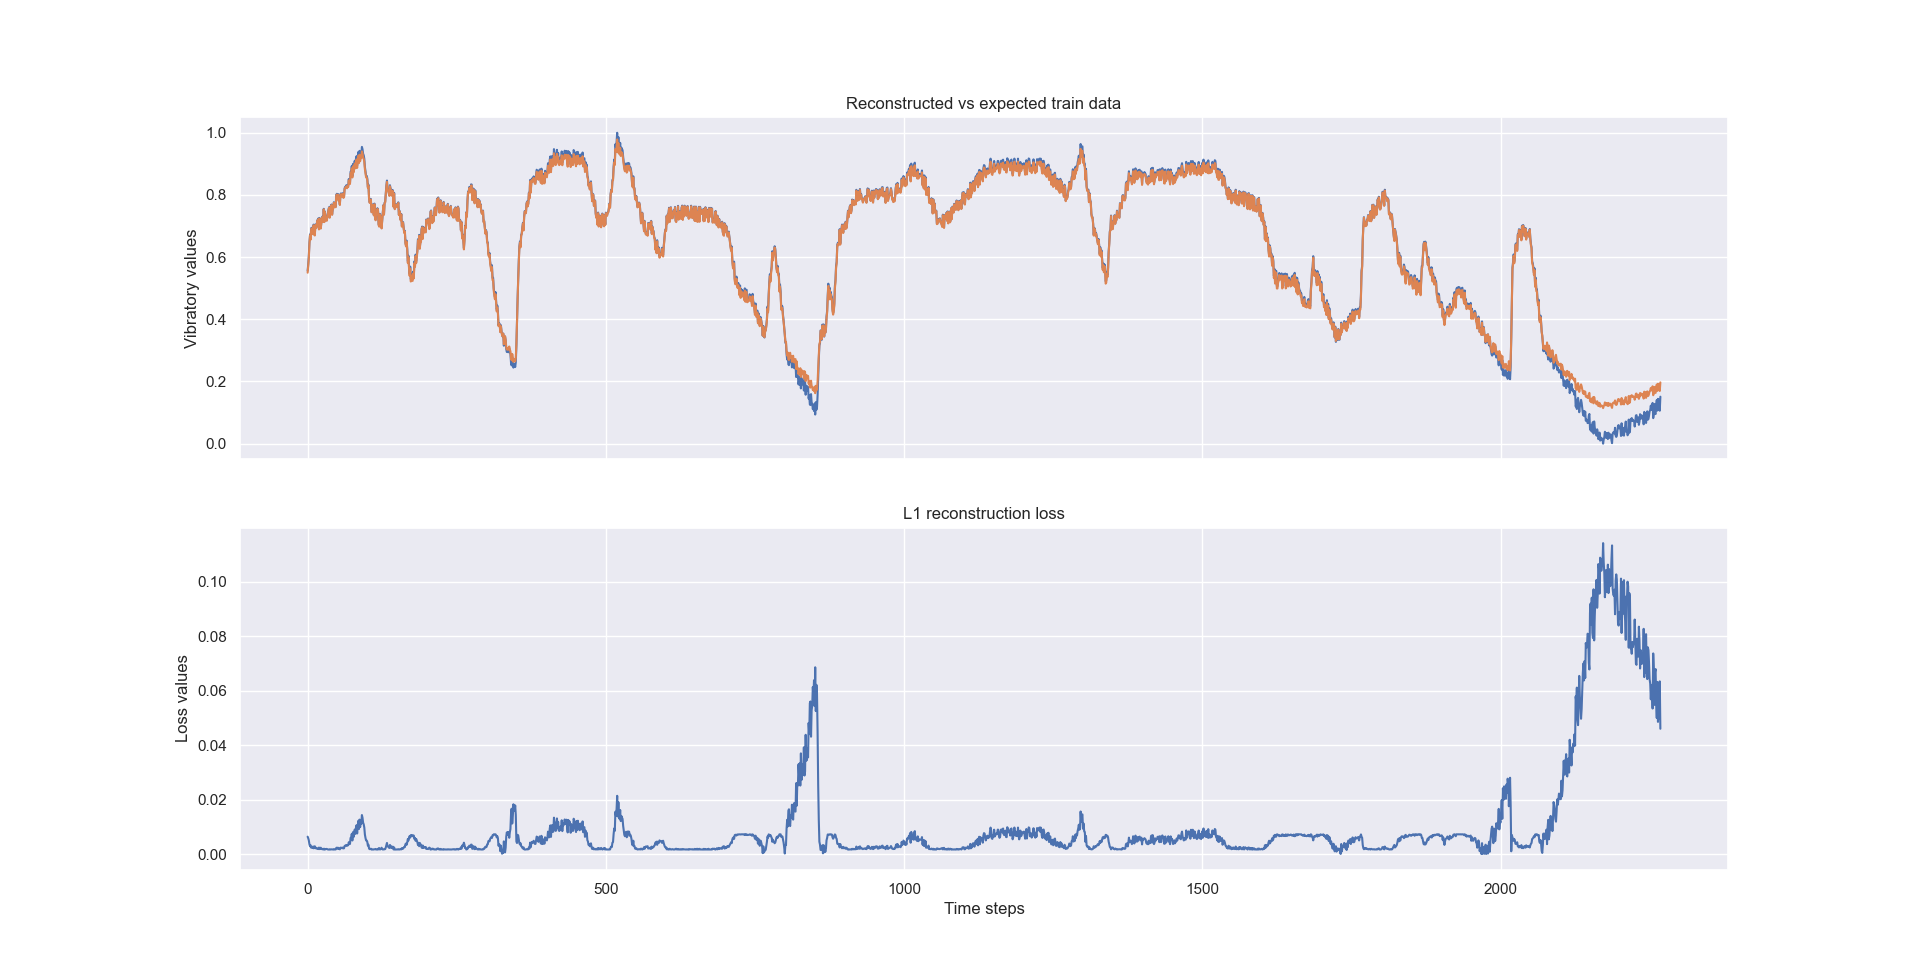 Reconstructed vs expected train data
Vibratory values
1.0
0.8
0.6
0.4
0.2
0.0
L1 reconstruction loss
Loss values
0.10
0.08
0.06
0.04
0.02
0.00
0 500 1000 1500 2000
Time steps